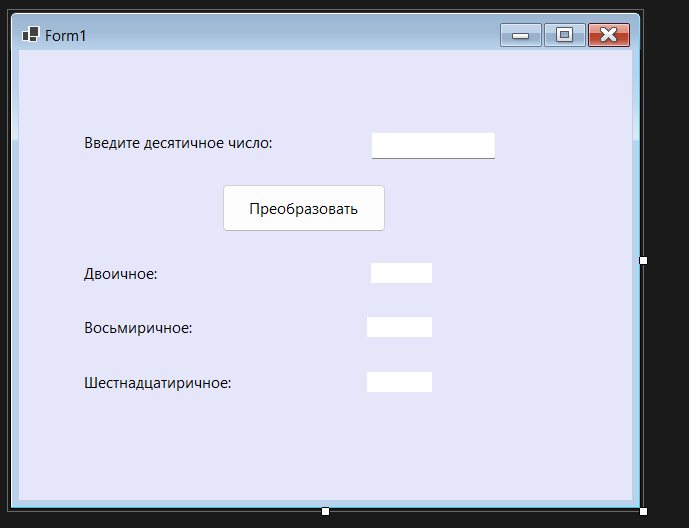 Form1
Введите десятичное число:
Преобразовать
Двоичное:
Восьмиричное:
Шестнадцатиричное: